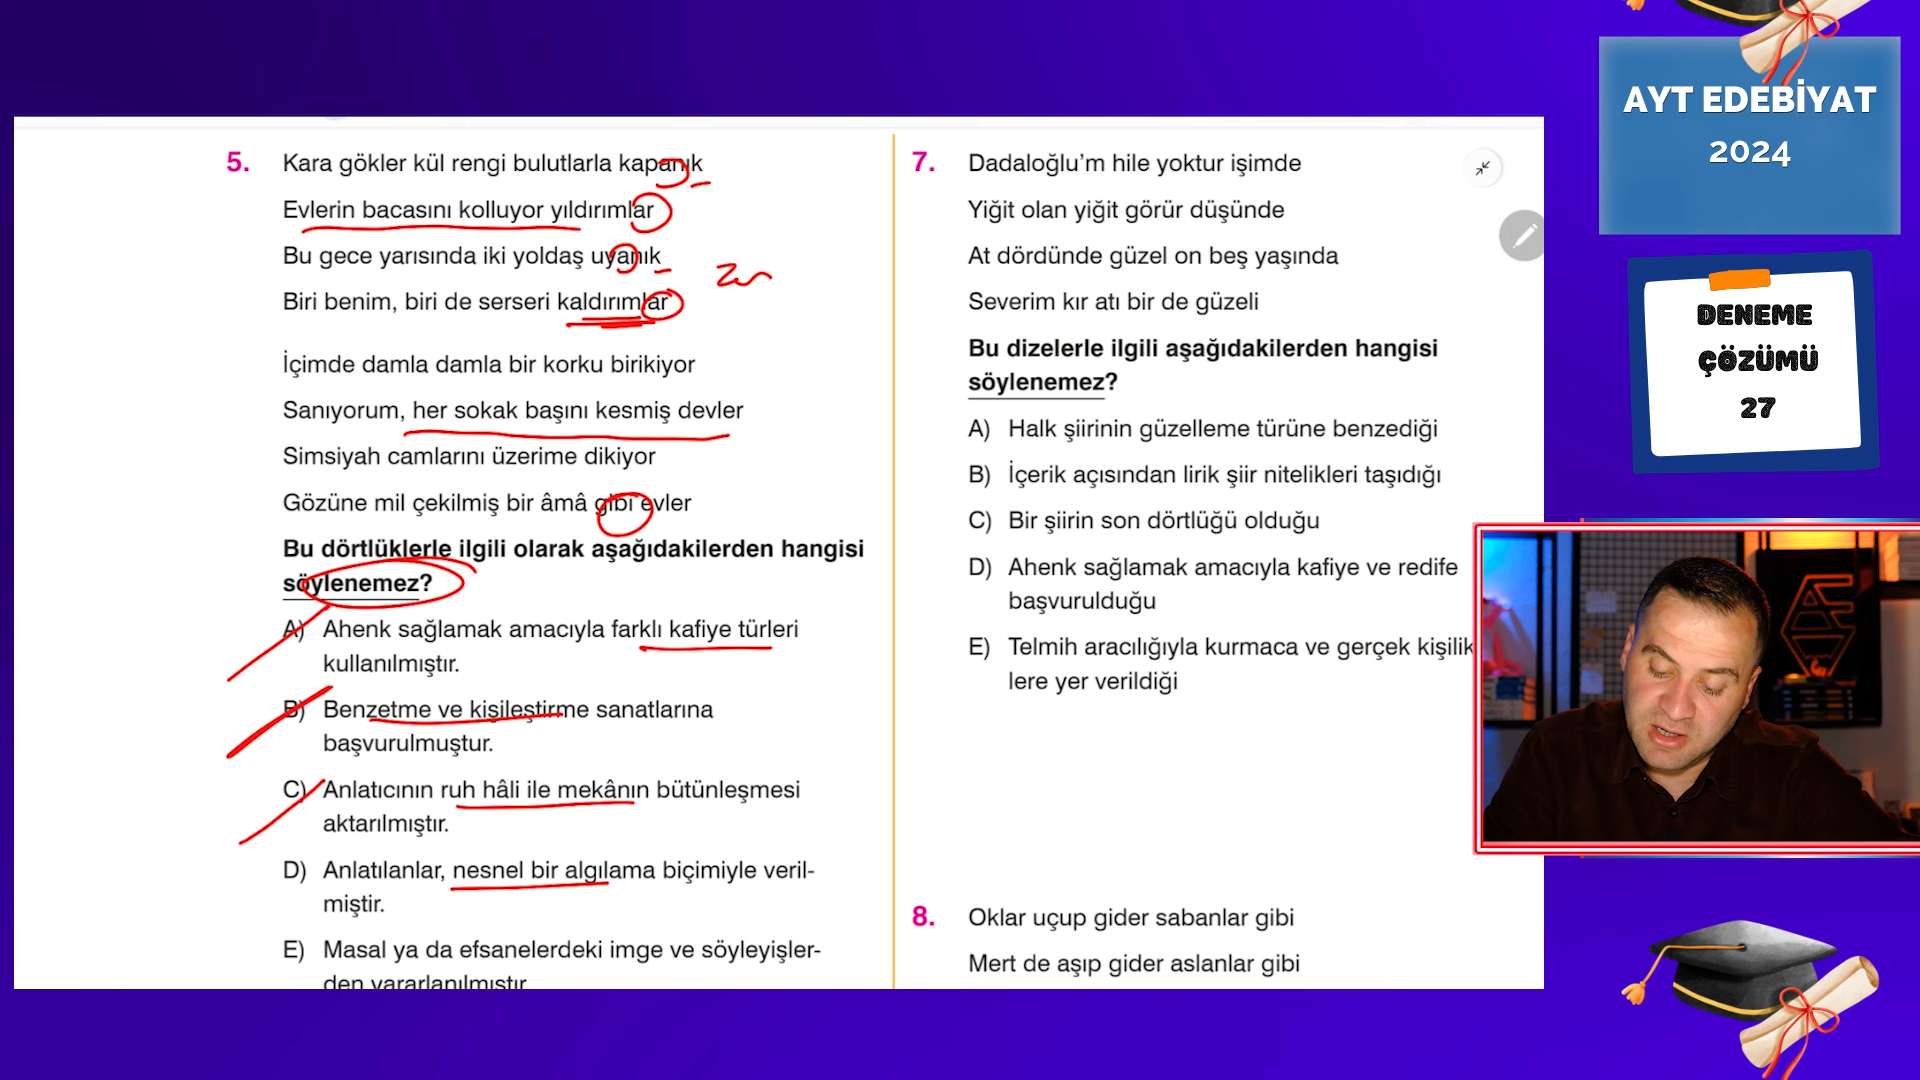 5. Kara gökler kül rengi bulutlarla kapanık
Evlerin bacasını kolluyor yıldırımlar
Bu gece yarısında iki yoldaş uyanık
Biri benim, biri de serseri kaldırımlar
İçimde damla damla bir korku birikiyor
Sanıyorum, her sokak başını kesmiş devler
Simsiyah camlarını üzerime dikiyor
Gözüne mil çekilmiş bir âmâ gibi evler
Bu dörtlüklerle ilgili olarak aşağıdakilerden hangisi
söylenemez?
A) Ahenk sağlamak amacıyla farklı kafiye türleri
kullanılmıştır.
B) Benzetme ve kişileştirme sanatlarına
başvurulmuştur.
C) Anlatıcının ruh hâli ile mekânın bütünleşmesi
aktarılmıştır.
D) Anlatılanlar, nesnel bir algılama biçimiyle veril-
miştir.
E) Masal ya da efsanelerdeki imge ve söyleyişler-
den yararlanılmıştır
7. Dadaloğlu'm hile yoktur işimde
Yiğit olan yiğit görür düşünde
At dördünde güzel on beş yaşında
Severim kır atı bir de güzeli
Bu dizelerle ilgili aşağıdakilerden hangisi
söylenemez?
A) Halk şiirinin güzelleme türüne benzediği
B) İçerik açısından lirik şiir nitelikleri taşıdığı
C) Bir şiirin son dörtlüğü olduğu
D) Ahenk sağlamak amacıyla kafiye ve redife
başvurulduğu
E) Telmih aracılığıyla kurmaca ve gerçek kişilik
lere yer verildiği
8. Oklar uçup gider sabanlar gibi
Mert de aşıp gider aslanlar gibi
AYT EDEBİYAT
2024
DENEME
ÇÖZÜMÜ
27